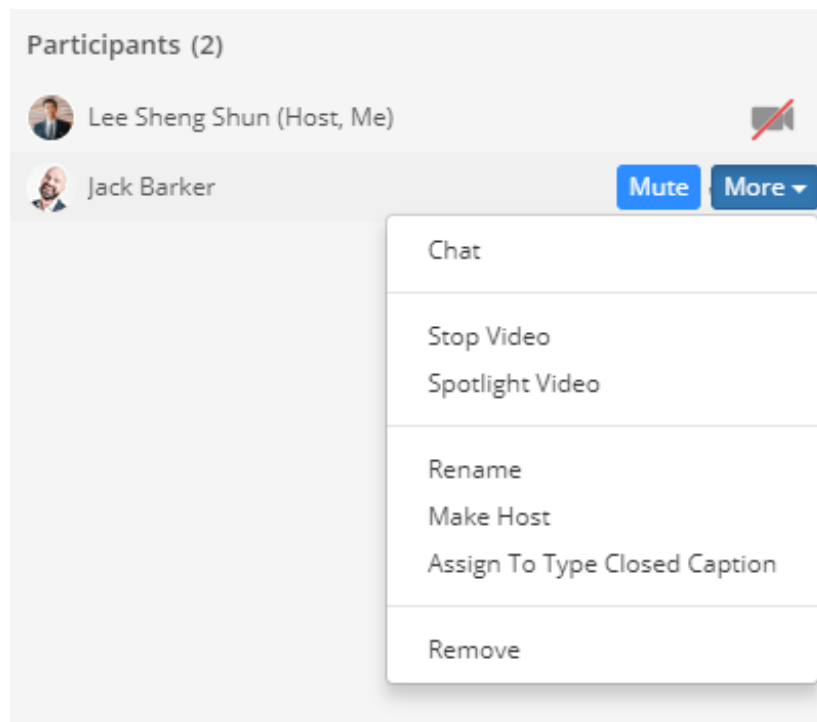 Participants (2)
Lee Sheng Shun (Host, Me)
Jack Barker Mute More
Chat
Stop Video
Spotlight Video
Rename
Make Host
Assign To Type Closed Caption
Remove